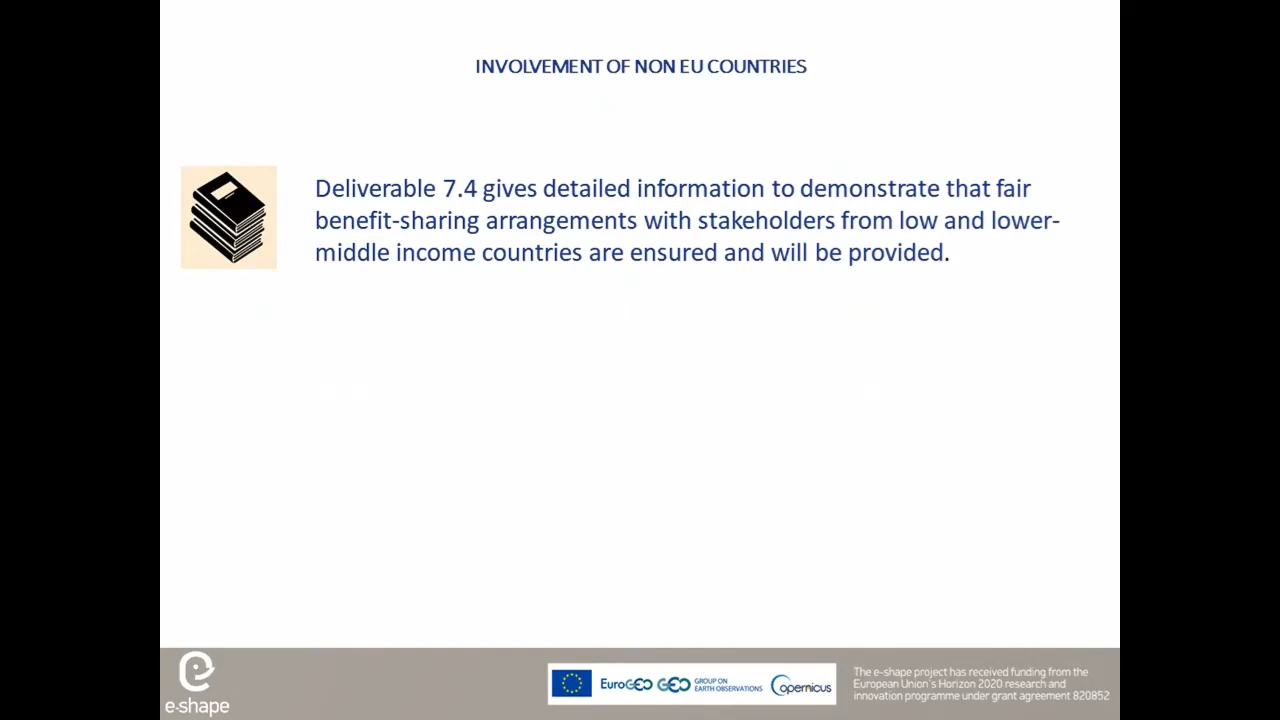 INVOLVEMENT OF NON EU COUNTRIES
Deliverable 7.4 gives detailed information to demonstrate that fair
benefit-sharing arrangements with stakeholders from low and lower-
middle income countries are ensured and will be provided.
e-shape
EuroGEO
GEO
GROUP ON
EARTH OBSERVATIONS
Copernicus
The e-shape project has received funding from the
European Union's Horizon 2020 research and
innovation programme under grant agreement 820852